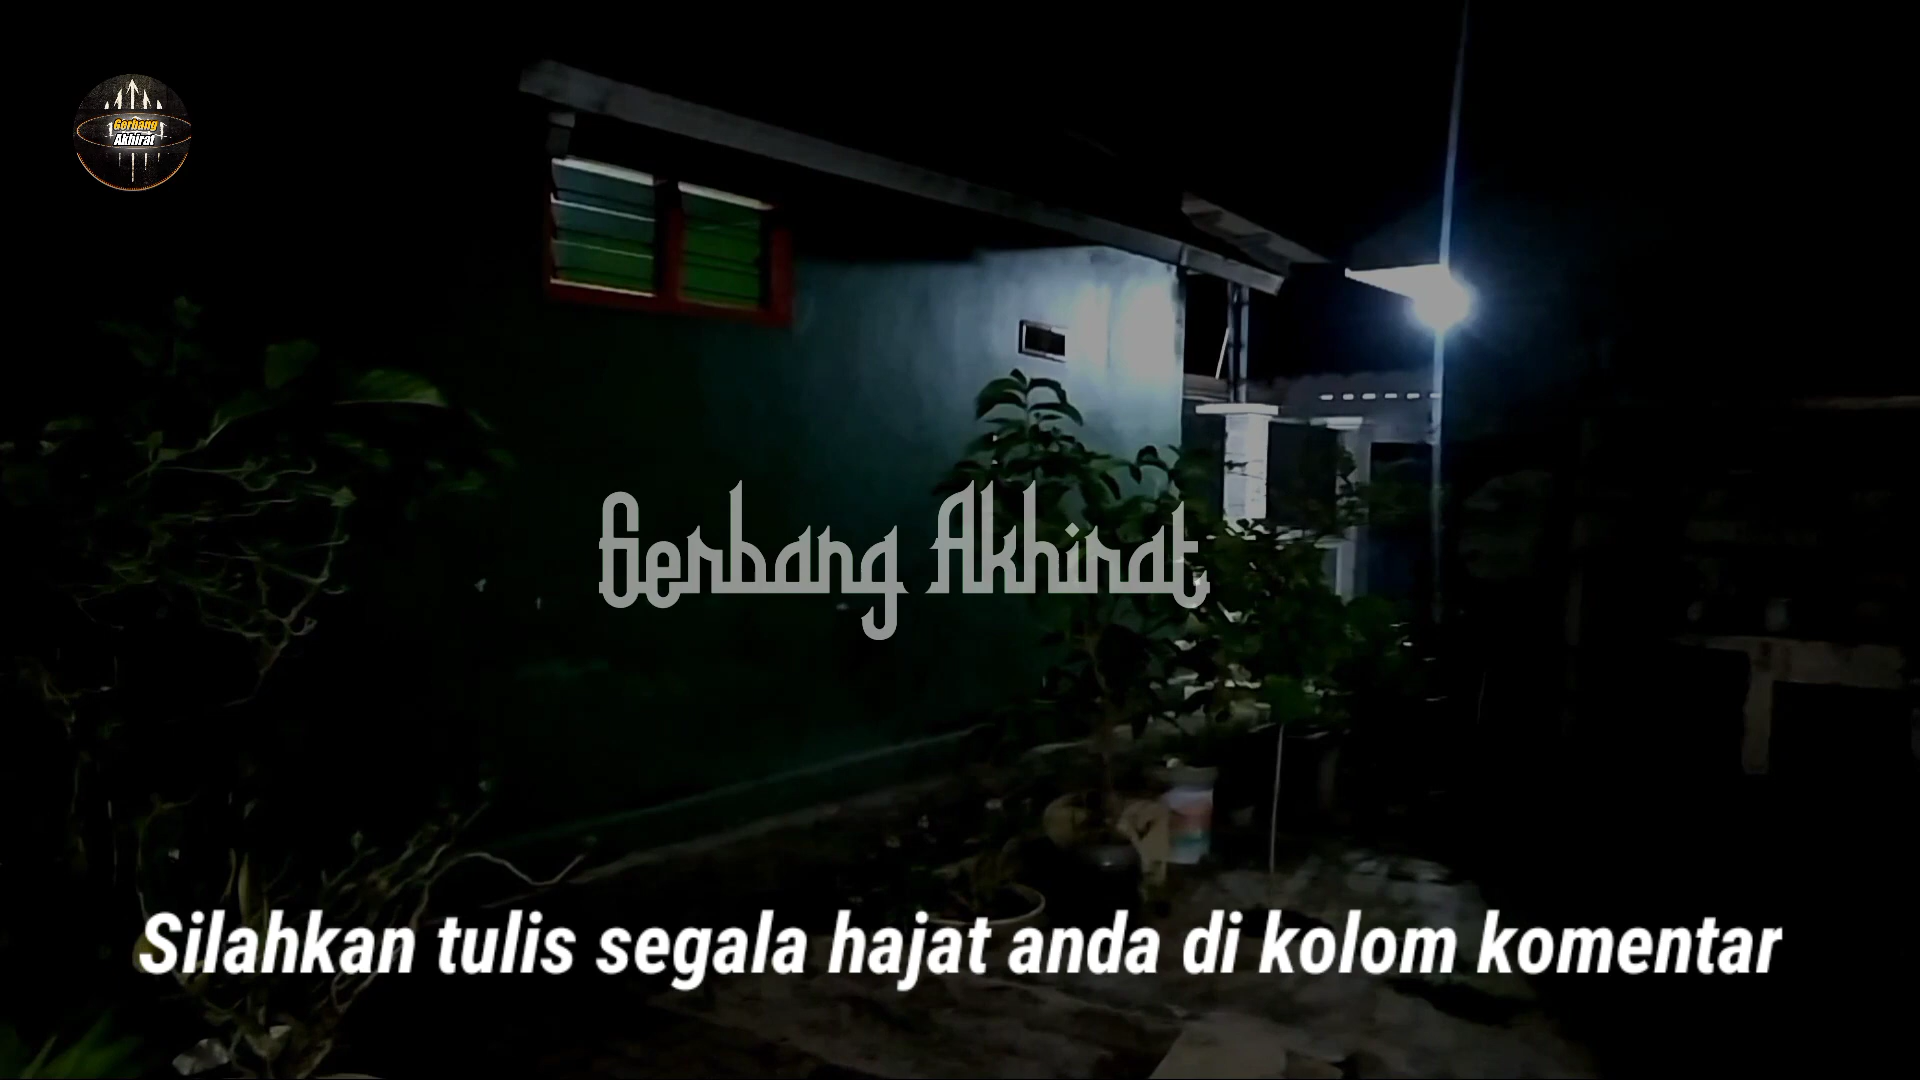 Gerbang
Akhirat
Gerbang Akhirat
Silahkan tulis segala hajat anda di kolom komentar